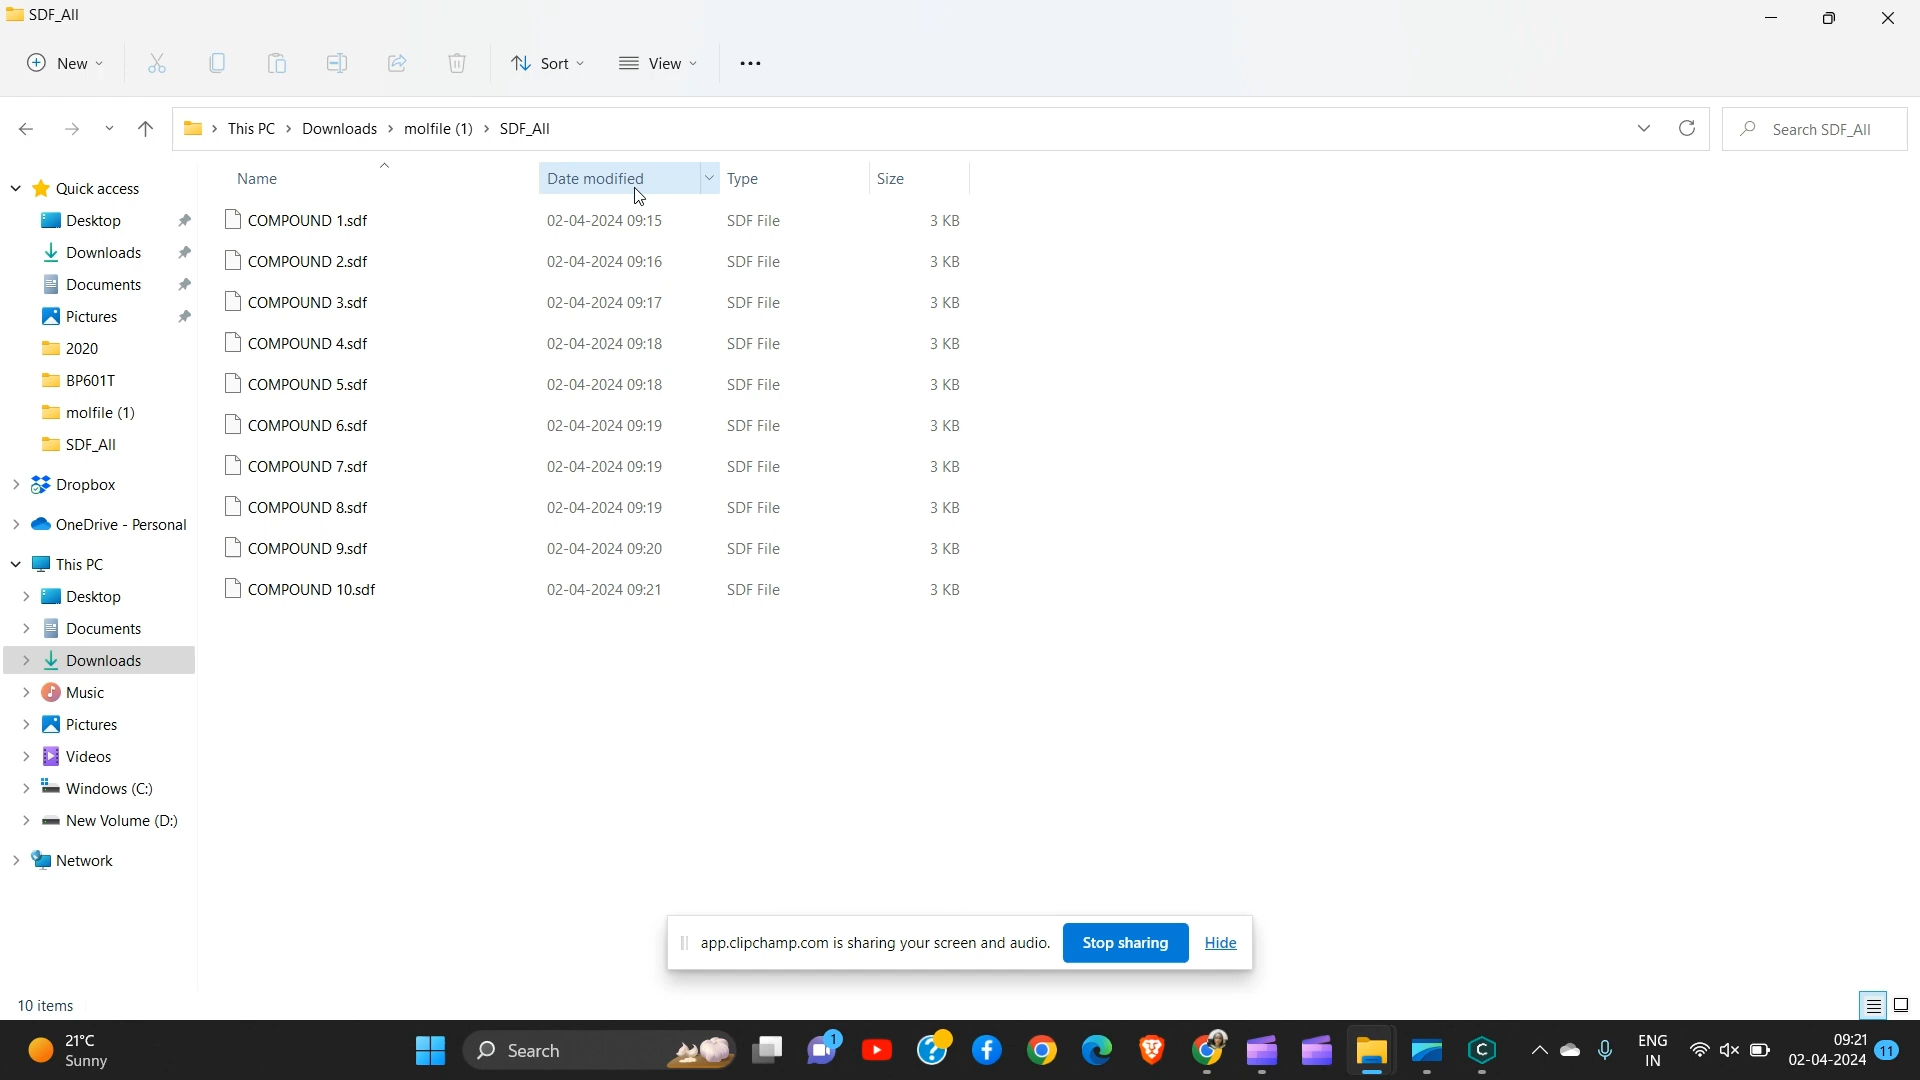 SDF_All
New
Sort
View
This PC > Downloads > molfile (1) > SDF_All
Search SDF_All
Name
Date modified
Type
Size
Quick access
Desktop
Downloads
Documents
Pictures
2020
BP601T
molfile (1)
SDF_All
Dropbox
OneDrive - Personal
This PC
Desktop
Documents
Downloads
Music
Pictures
Videos
Windows (C:)
New Volume (D:)
Network
COMPOUND 1.sdf 02-04-2024 09:15 SDF File 3 KB
COMPOUND 2.sdf 02-04-2024 09:16 SDF File 3 KB
COMPOUND 3.sdf 02-04-2024 09:17 SDF File 3 KB
COMPOUND 4.sdf 02-04-2024 09:18 SDF File 3 KB
COMPOUND 5.sdf 02-04-2024 09:18 SDF File 3 KB
COMPOUND 6.sdf 02-04-2024 09:19 SDF File 3 KB
COMPOUND 7.sdf 02-04-2024 09:19 SDF File 3 KB
COMPOUND 8.sdf 02-04-2024 09:19 SDF File 3 KB
COMPOUND 9.sdf 02-04-2024 09:20 SDF File 3 KB
COMPOUND 10.sdf 02-04-2024 09:21 SDF File 3 KB
app.clipchamp.com is sharing your screen and audio.
Stop sharing
Hide
10 items
21°C
Sunny
Search
1
ENG
IN
09:21
02-04-2024
11